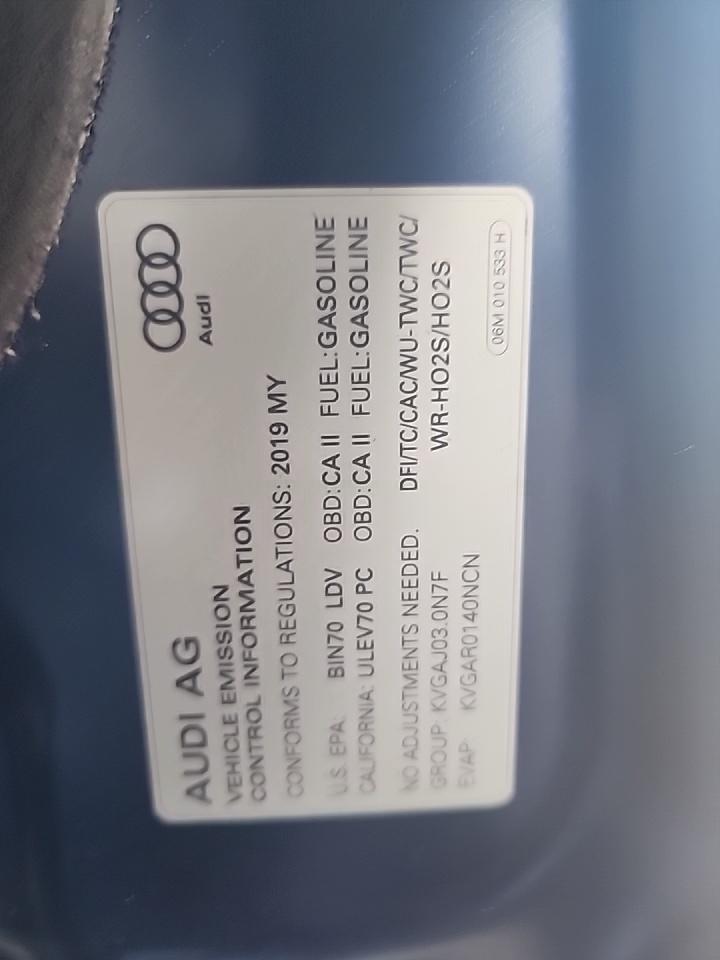 AUDI AG
Audi
VEHICLE EMISSION
CONTROL INFORMATION
CONFORMS TO REGULATIONS: 2019 MY
U.S. EPA: BIN70 LDV OBD:CA II FUEL:GASOLINE
CALIFORNIA: ULEV70 PC OBD:CA II FUEL:GASOLINE
NO ADJUSTMENTS NEEDED. DFI/TC/CAC/WU-TWC/TWC/
GROUP: KVGAJ03.0N7F WR-HO2S/HO2S
EVAP: KVGAR0140NCN
06M 010 533 H